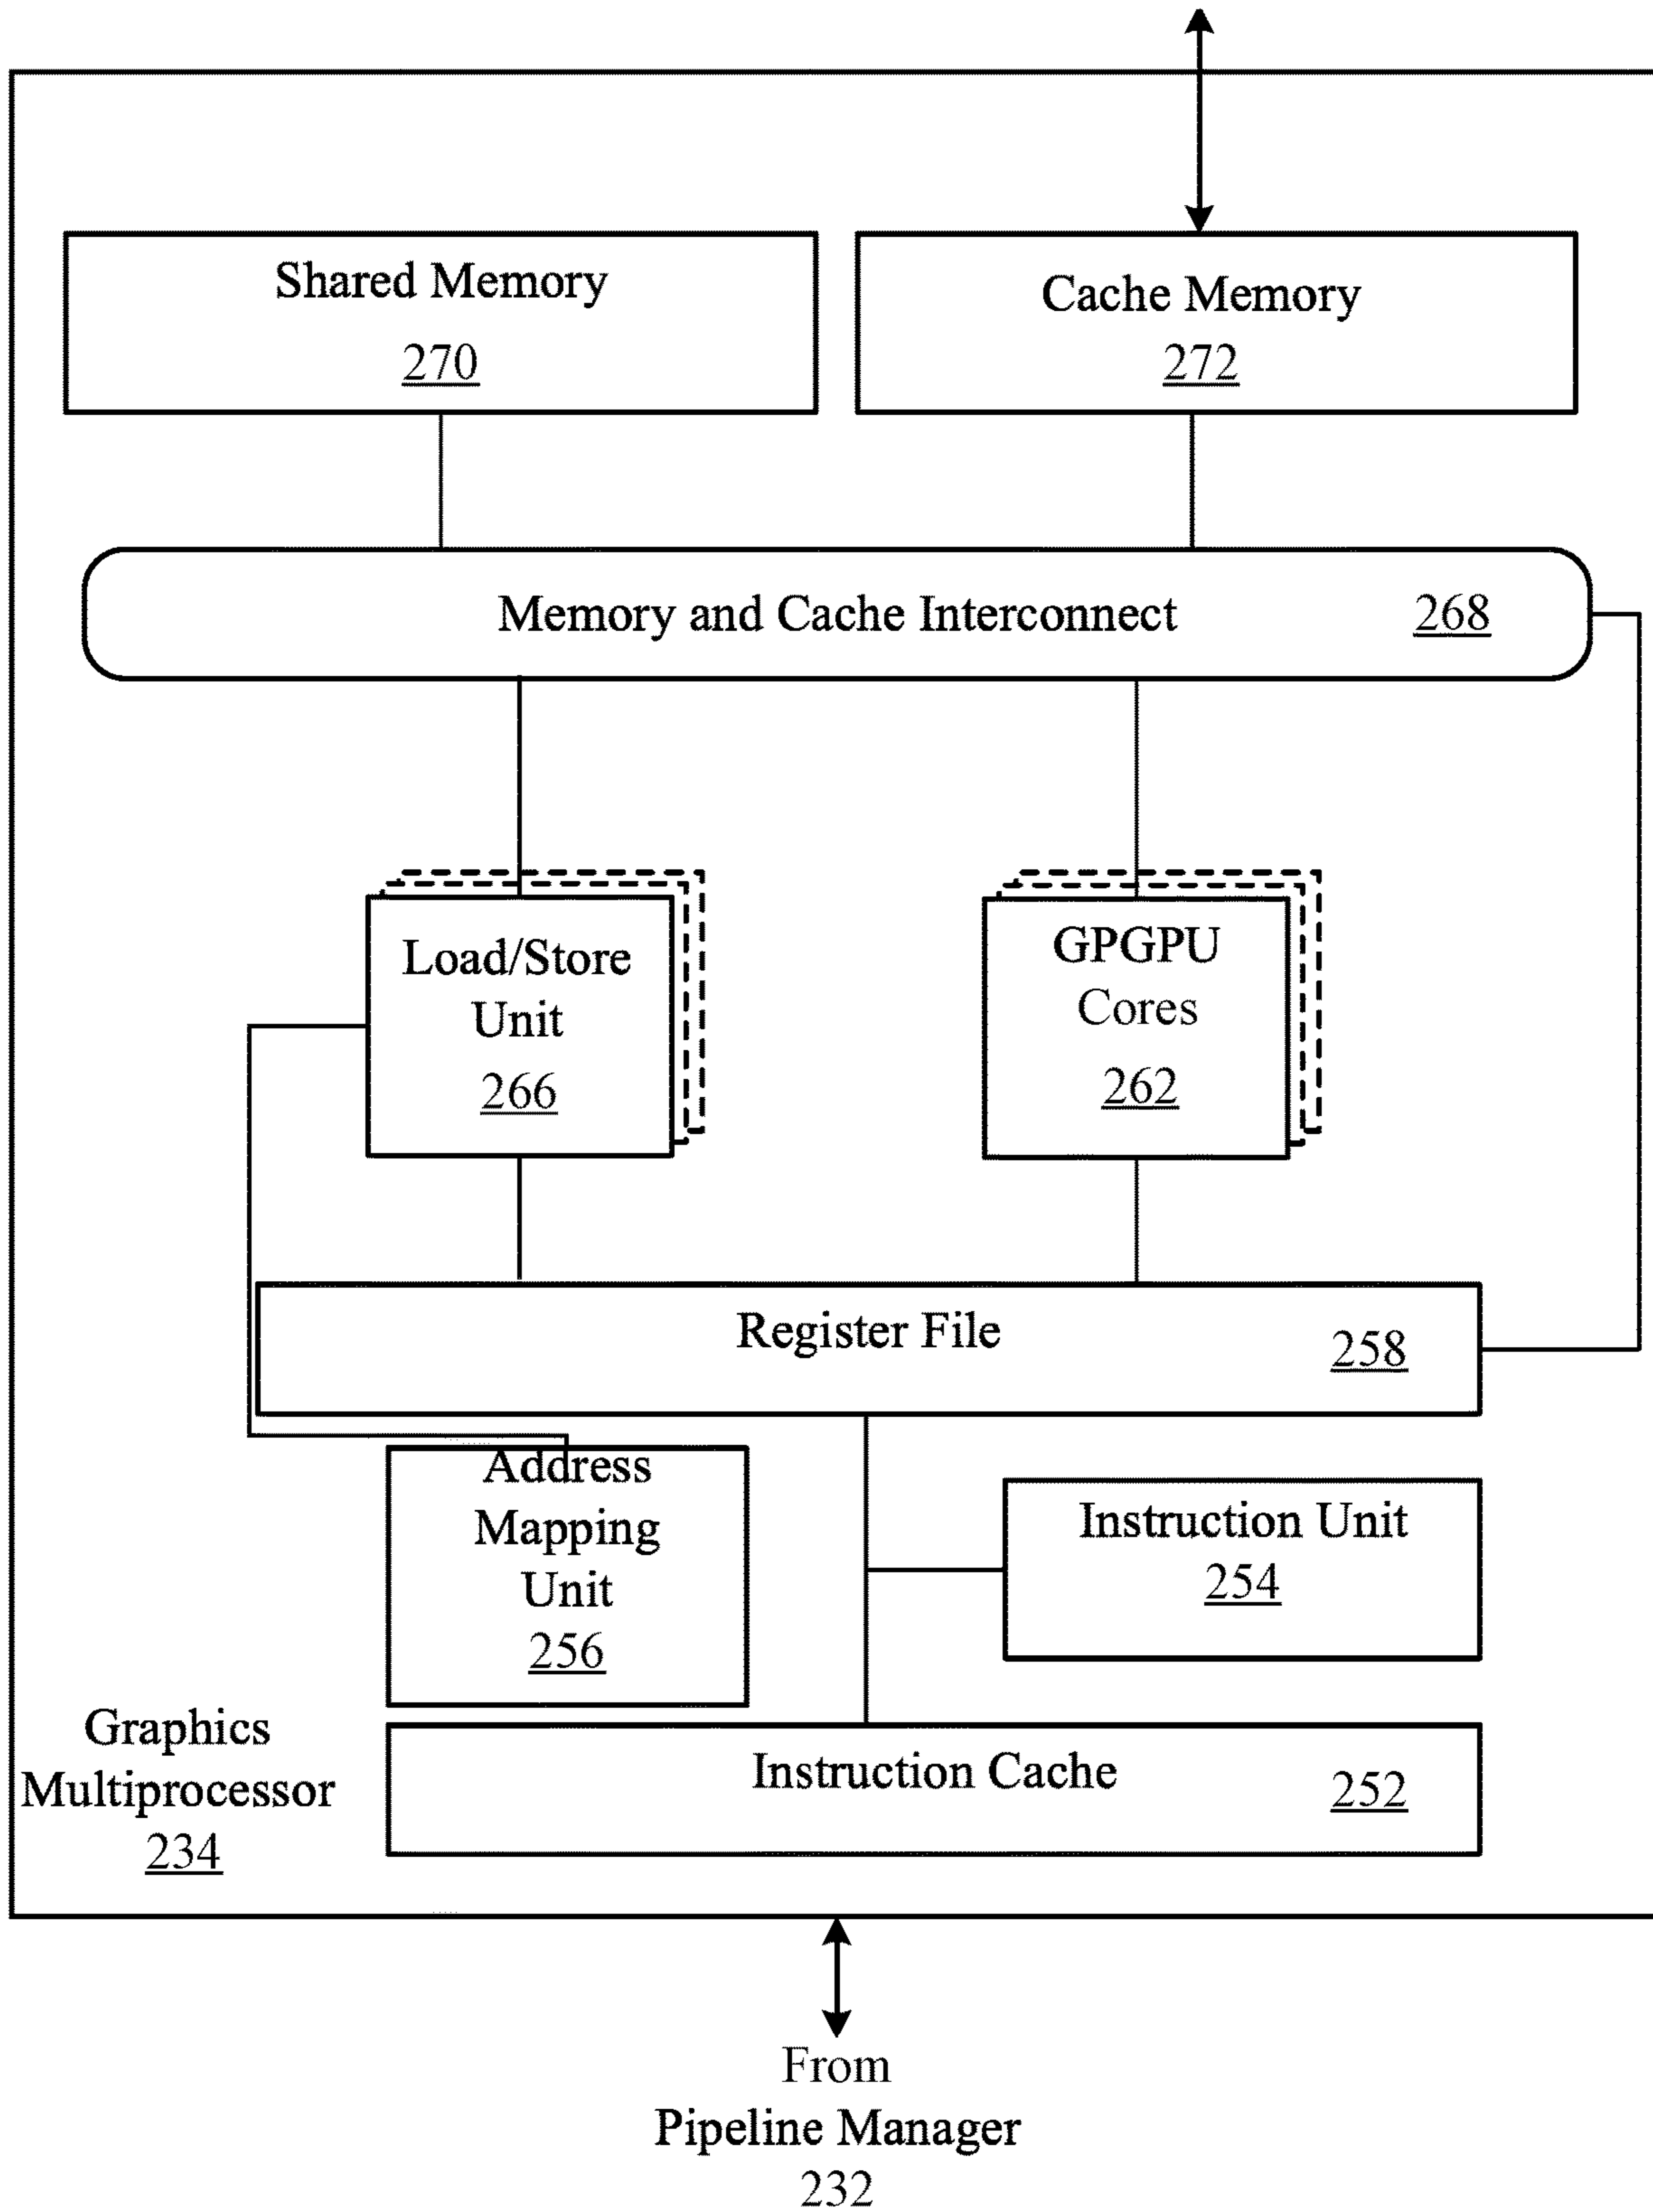 Shared Memory
270
Cache Memory
272
Memory and Cache Interconnect 268
Load/Store
Unit
266
GPGPU
Cores
262
Register File 258
Address
Mapping
Unit
256
Instruction Unit
254
Graphics
Multiprocessor
234
Instruction Cache 252
From
Pipeline Manager
232